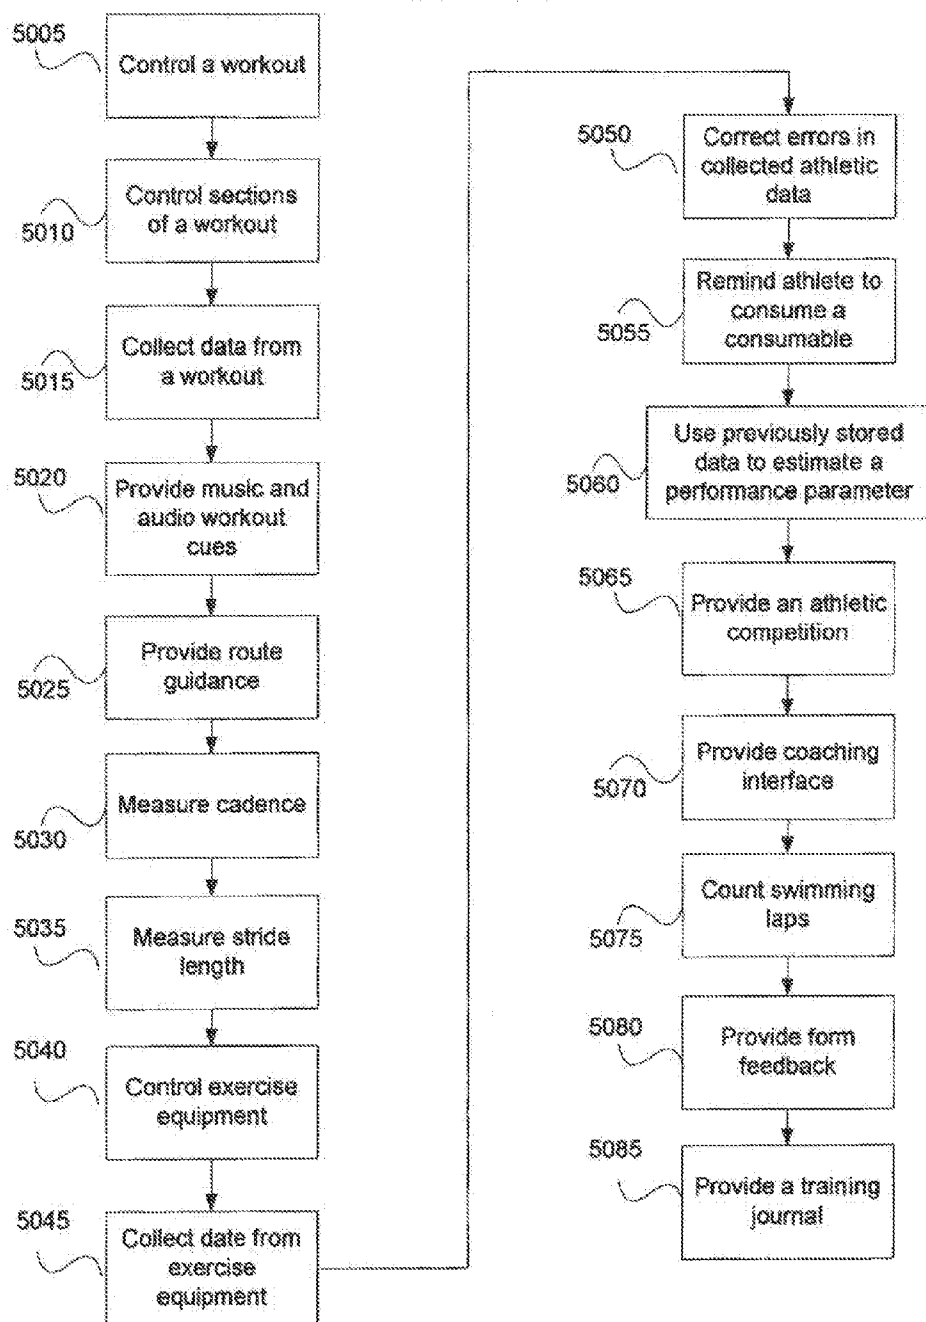 5005
Control a workout
5010
Control sections
of a workout
5015
Collect data from
a workout
5020
Provide music and
audio workout
cues
5025
Provide route
guidance
5030
Measure cadence
5035
Measure stride
length
5040
Control exercise
equipment
5045
Collect date from
exercise
equipment
5050
Correct errors in
collected athletic
data
5055
Remind athlete to
consume a
consumable
5060
Use previously stored
data to estimate a
performance parameter
5065
Provide an athletic
competition
5070
Provide coaching
interface
5075
Count swimming
laps
5080
Provide form
feedback
5085
Provide a training
journal